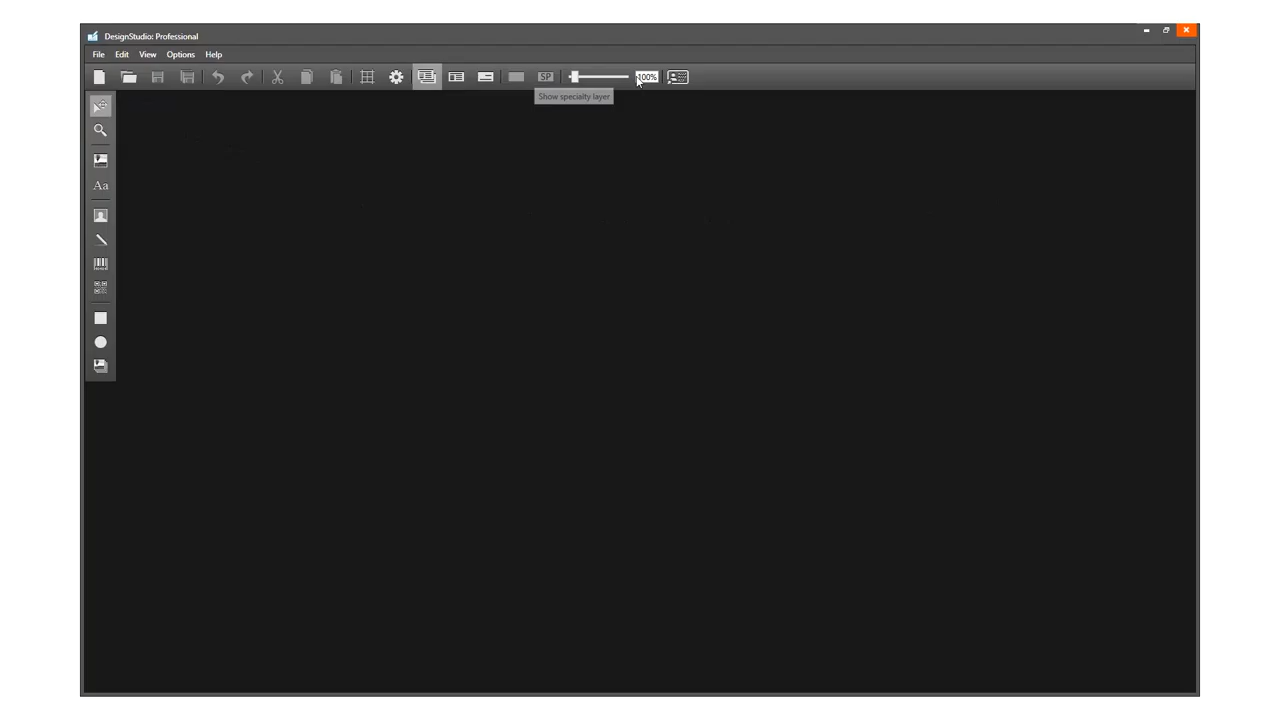 DesignStudio: Professional
File Edit View Options Help
SP 100%
Show specialty layer
Aa